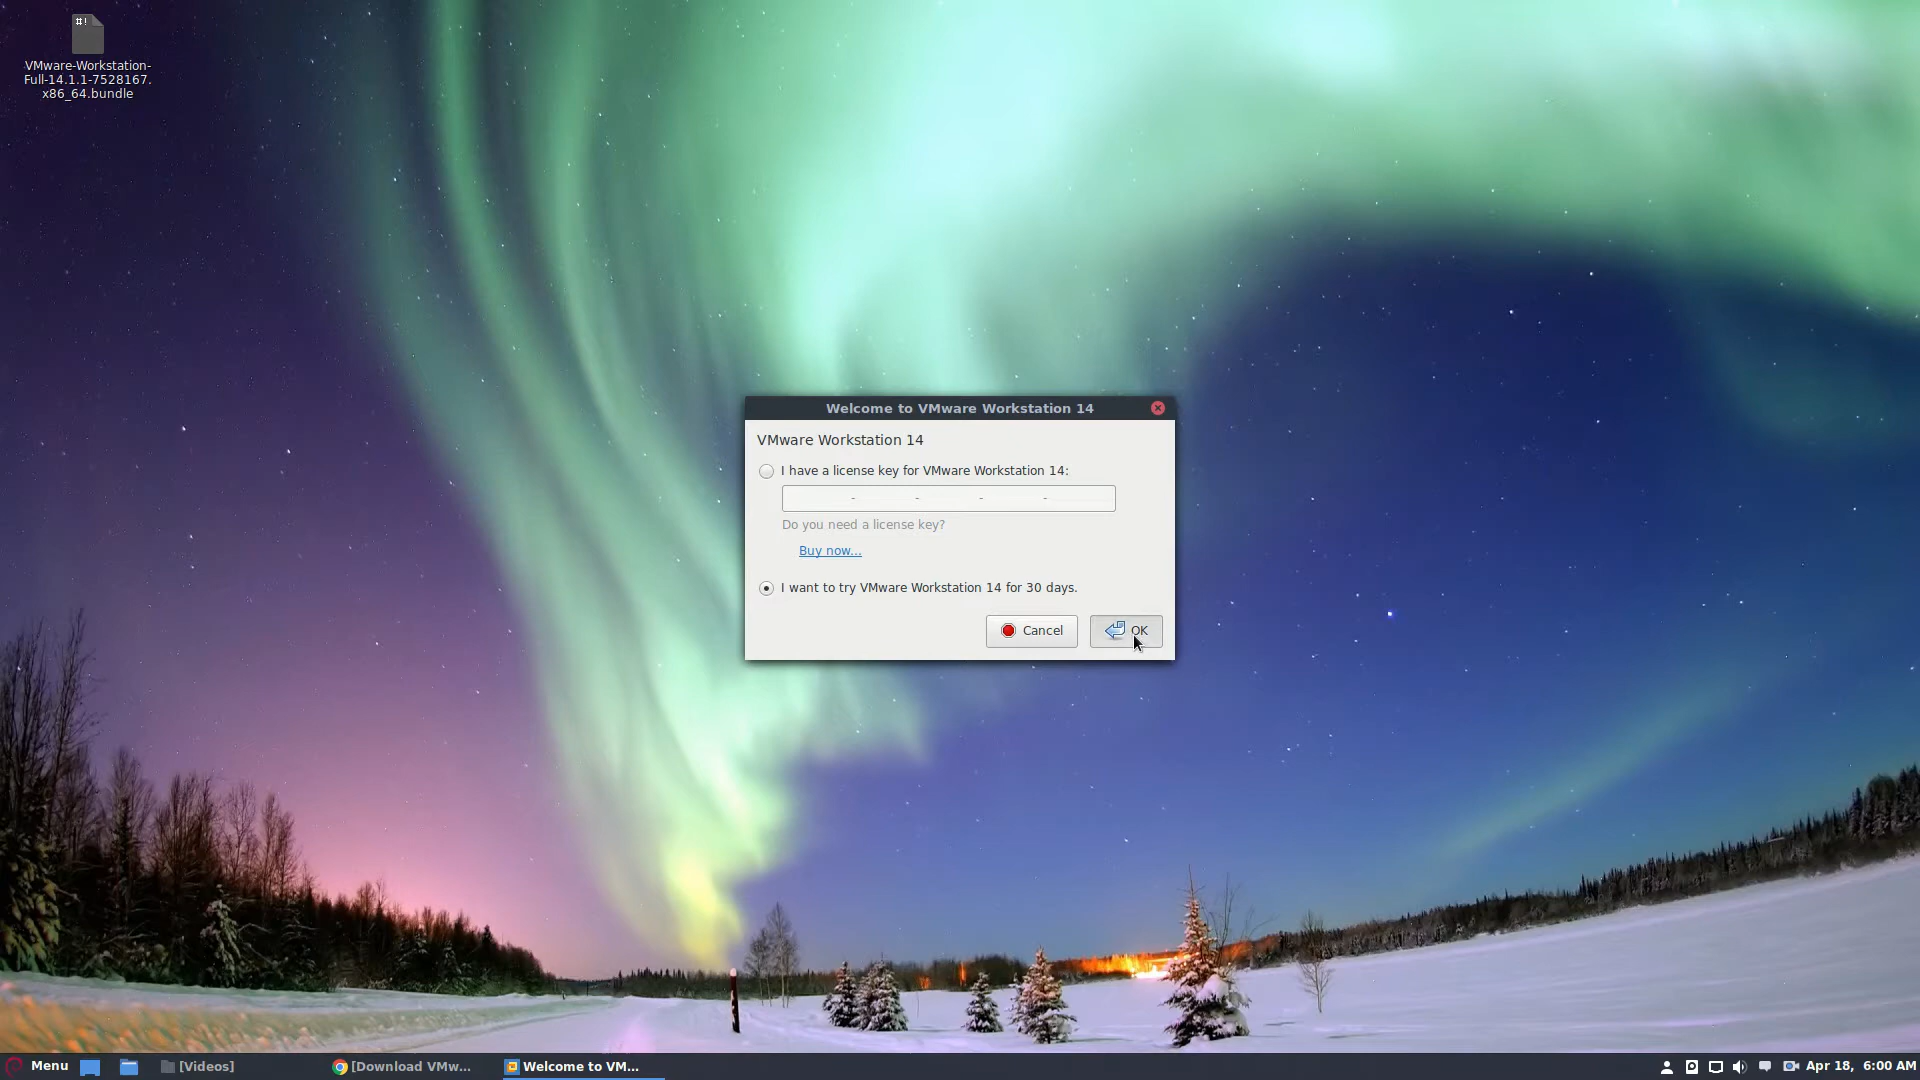 #!
VMware-Workstation-
Full-14.1.1-7528167.
x86_64.bundle
Welcome to VMware Workstation 14
VMware Workstation 14
I have a license key for VMware Workstation 14:
- - - -
Do you need a license key?
Buy now...
I want to try VMware Workstation 14 for 30 days.
Cancel OK
Menu [Videos] [Download VMw... Welcome to VM... Apr 18, 6:00 AM